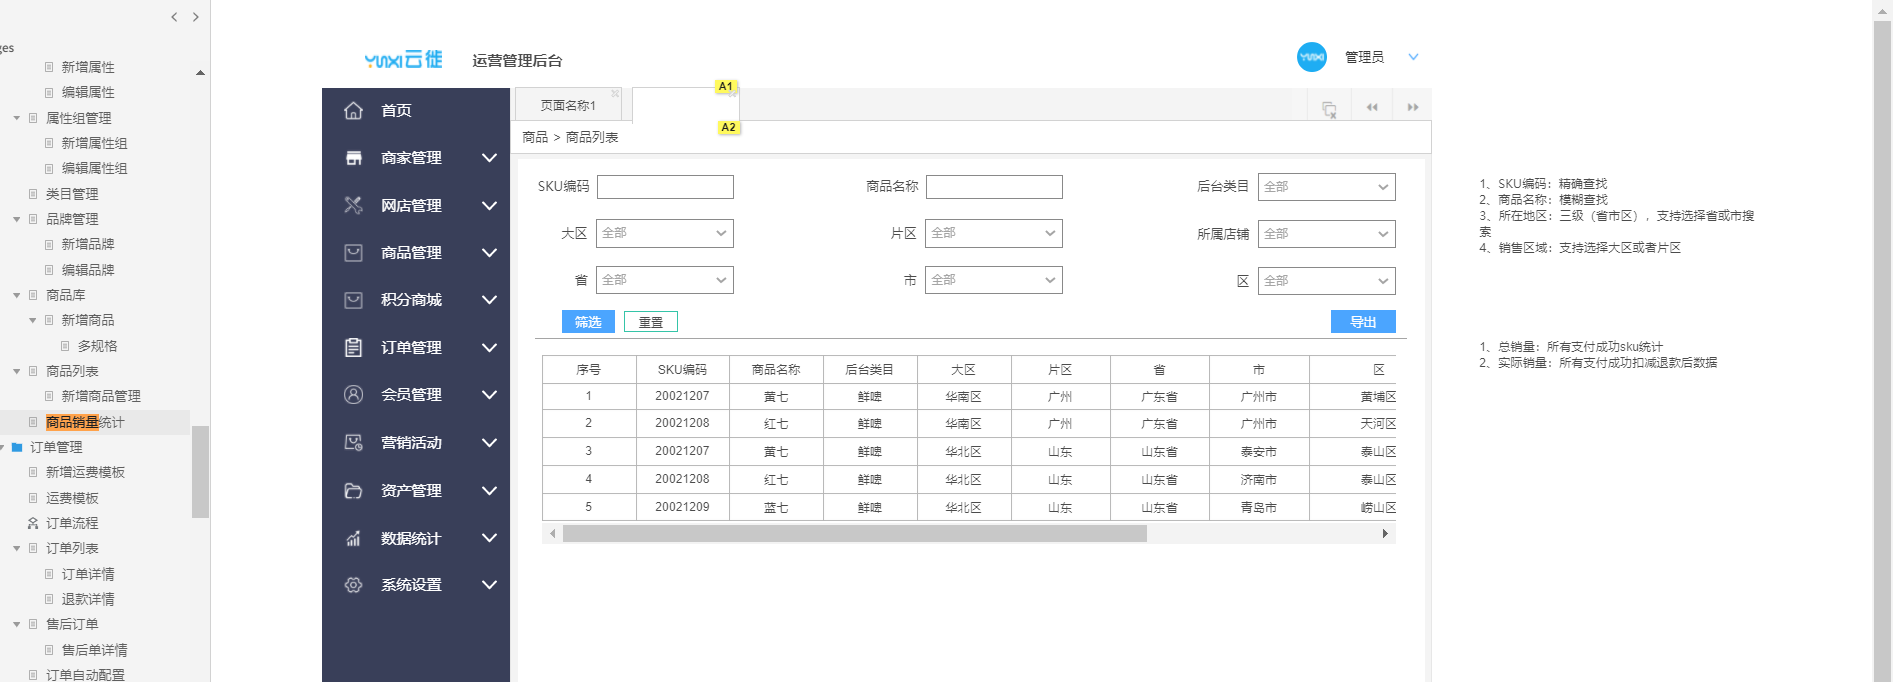 ges
新增属性
编辑属性
属性组管理
新增属性组
编辑属性组
类目管理
品牌管理
新增品牌
编辑品牌
商品库
新增商品
多规格
商品列表
新增商品管理
商品销量统计
订单管理
新增运费模板
运费模板
订单流程
订单列表
订单详情
退款详情
售后订单
售后单详情
订单自动配置
yunxi云徙 运营管理后台
yunxi 管理员
首页
商家管理
网店管理
商品管理
积分商城
订单管理
会员管理
营销活动
资产管理
数据统计
系统设置
页面名称1 A1
A2
商品 > 商品列表
SKU编码 商品名称 后台类目 全部
大区 全部 片区 全部 所属店铺 全部
省 全部 市 全部 区 全部
筛选 重置 导出
序号 SKU编码 商品名称 后台类目 大区 片区 省 市 区
1 20021207 黄七 鲜啤 华南区 广州 广东省 广州市 黄埔区
2 20021208 红七 鲜啤 华南区 广州 广东省 广州市 天河区
3 20021207 黄七 鲜啤 华北区 山东 山东省 泰安市 泰山区
4 20021208 红七 鲜啤 华北区 山东 山东省 济南市 泰山区
5 20021209 蓝七 鲜啤 华北区 山东 山东省 青岛市 崂山区
1、SKU编码：精确查找
2、商品名称：模糊查找
3、所在地区：三级（省市区），支持选择省或市搜
索
4、销售区域：支持选择大区或者片区
1、总销量：所有支付成功sku统计
2、实际销量：所有支付成功扣减退款后数据